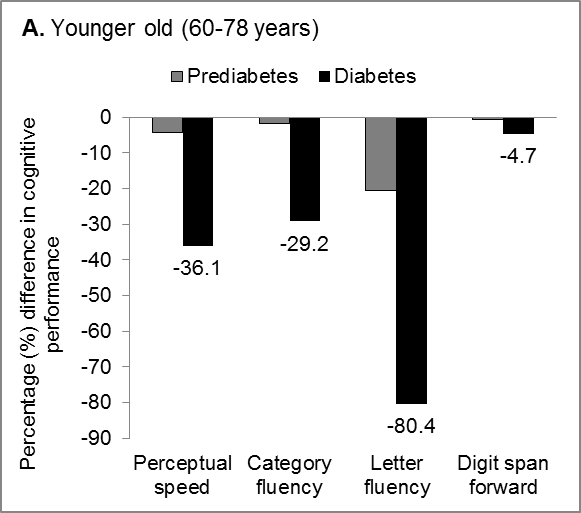 A. Younger old (60-78 years)
Prediabetes Diabetes
Percentage (%) difference in cognitive
performance
0
-10
-20
-30
-40
-50
-60
-70
-80
-90
-36.1
-29.2
-80.4
-4.7
Perceptual
speed
Category
fluency
Letter
fluency
Digit span
forward